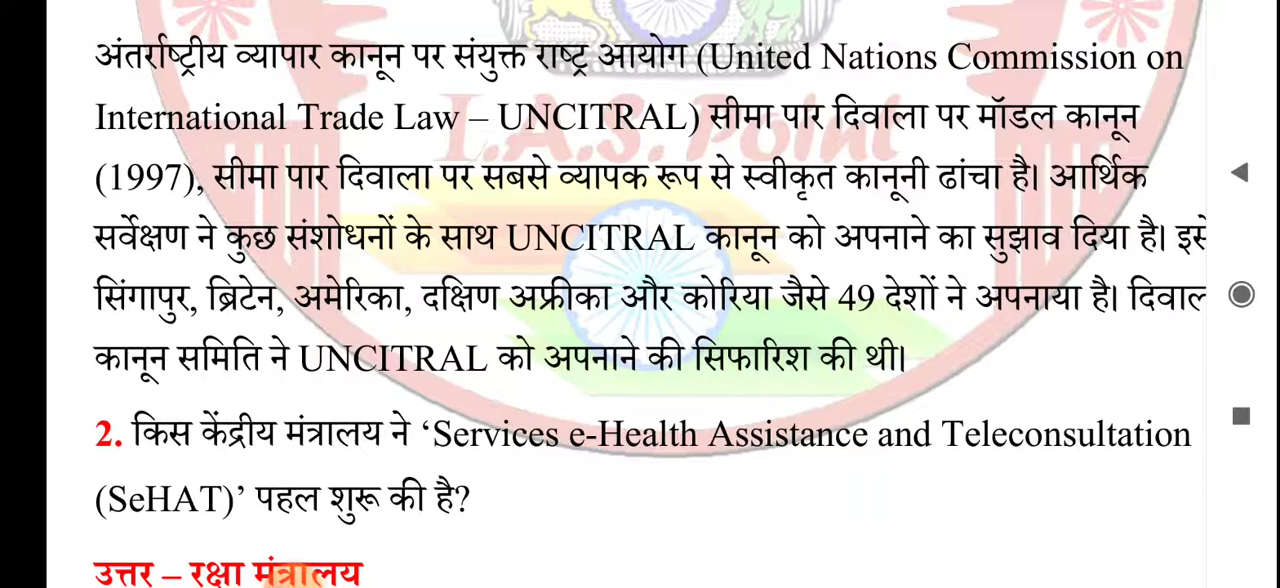 अंतर्राष्ट्रीय व्यापार कानून पर संयुक्त राष्ट्र आयोग (United Nations Commission on
International Trade Law – UNCITRAL) सीमा पार दिवाला पर मॉडल कानून
(1997), सीमा पार दिवाला पर सबसे व्यापक रूप से स्वीकृत कानूनी ढांचा है। आर्थिक
सर्वेक्षण ने कुछ संशोधनों के साथ UNCITRAL कानून को अपनाने का सुझाव दिया है। इसे
सिंगापुर, ब्रिटेन, अमेरिका, दक्षिण अफ्रीका और कोरिया जैसे 49 देशों ने अपनाया है। दिवाल
कानून समिति ने UNCITRAL को अपनाने की सिफारिश की थी।
2. किस केंद्रीय मंत्रालय ने ‘Services e-Health Assistance and Teleconsultation
(SeHAT)’ पहल शुरू की है?
उत्तर – रक्षा मंत्रालय
I.A.S. Point